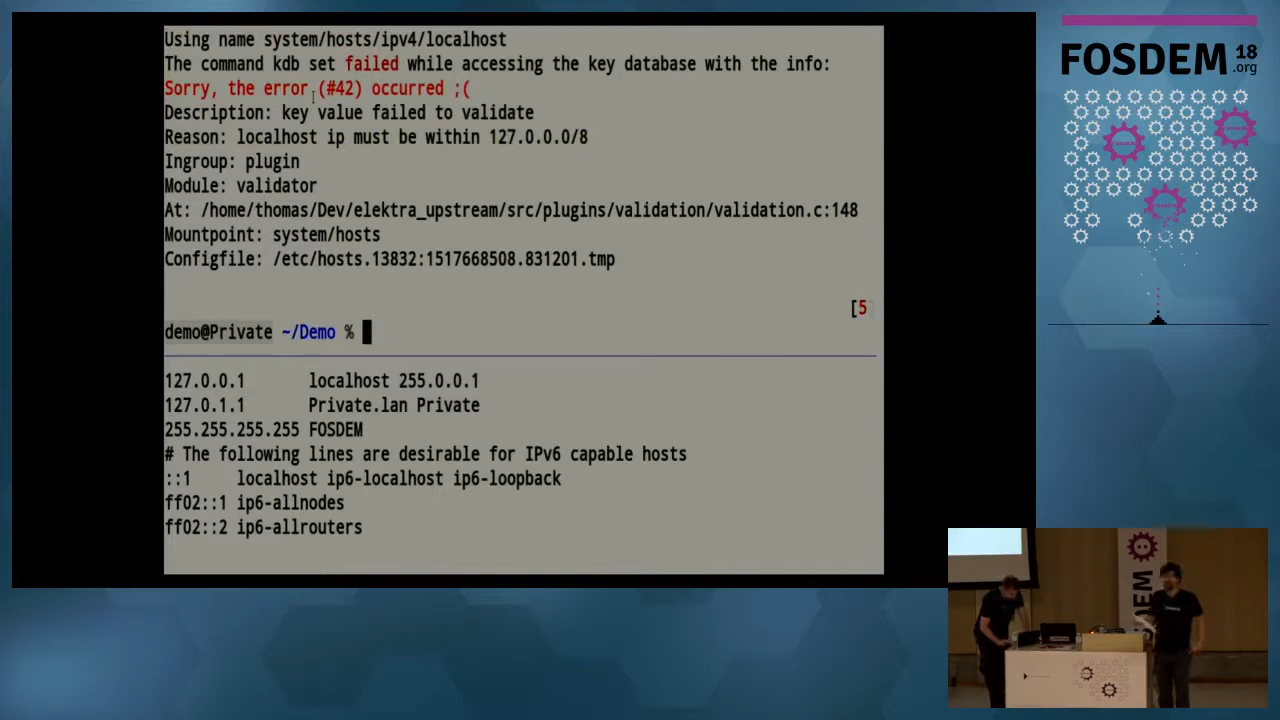 Using name system/hosts/ipv4/localhost
The command kdb set failed while accessing the key database with the info:
Sorry, the error (#42) occurred ;(
Description: key value failed to validate
Reason: localhost ip must be within 127.0.0.0/8
Ingroup: plugin
Module: validator
At: /home/thomas/Dev/elektra_upstream/src/plugins/validation/validation.c:148
Mountpoint: system/hosts
Configfile: /etc/hosts.13832:1517668508.831201.tmp
[5
demo@Private ~/Demo %
127.0.0.1 localhost 255.0.0.1
127.0.1.1 Private.lan Private
255.255.255.255 FOSDEM
# The following lines are desirable for IPv6 capable hosts
::1 localhost ip6-localhost ip6-loopback
ff02::1 ip6-allnodes
ff02::2 ip6-allrouters
FOSDEM 18
.org